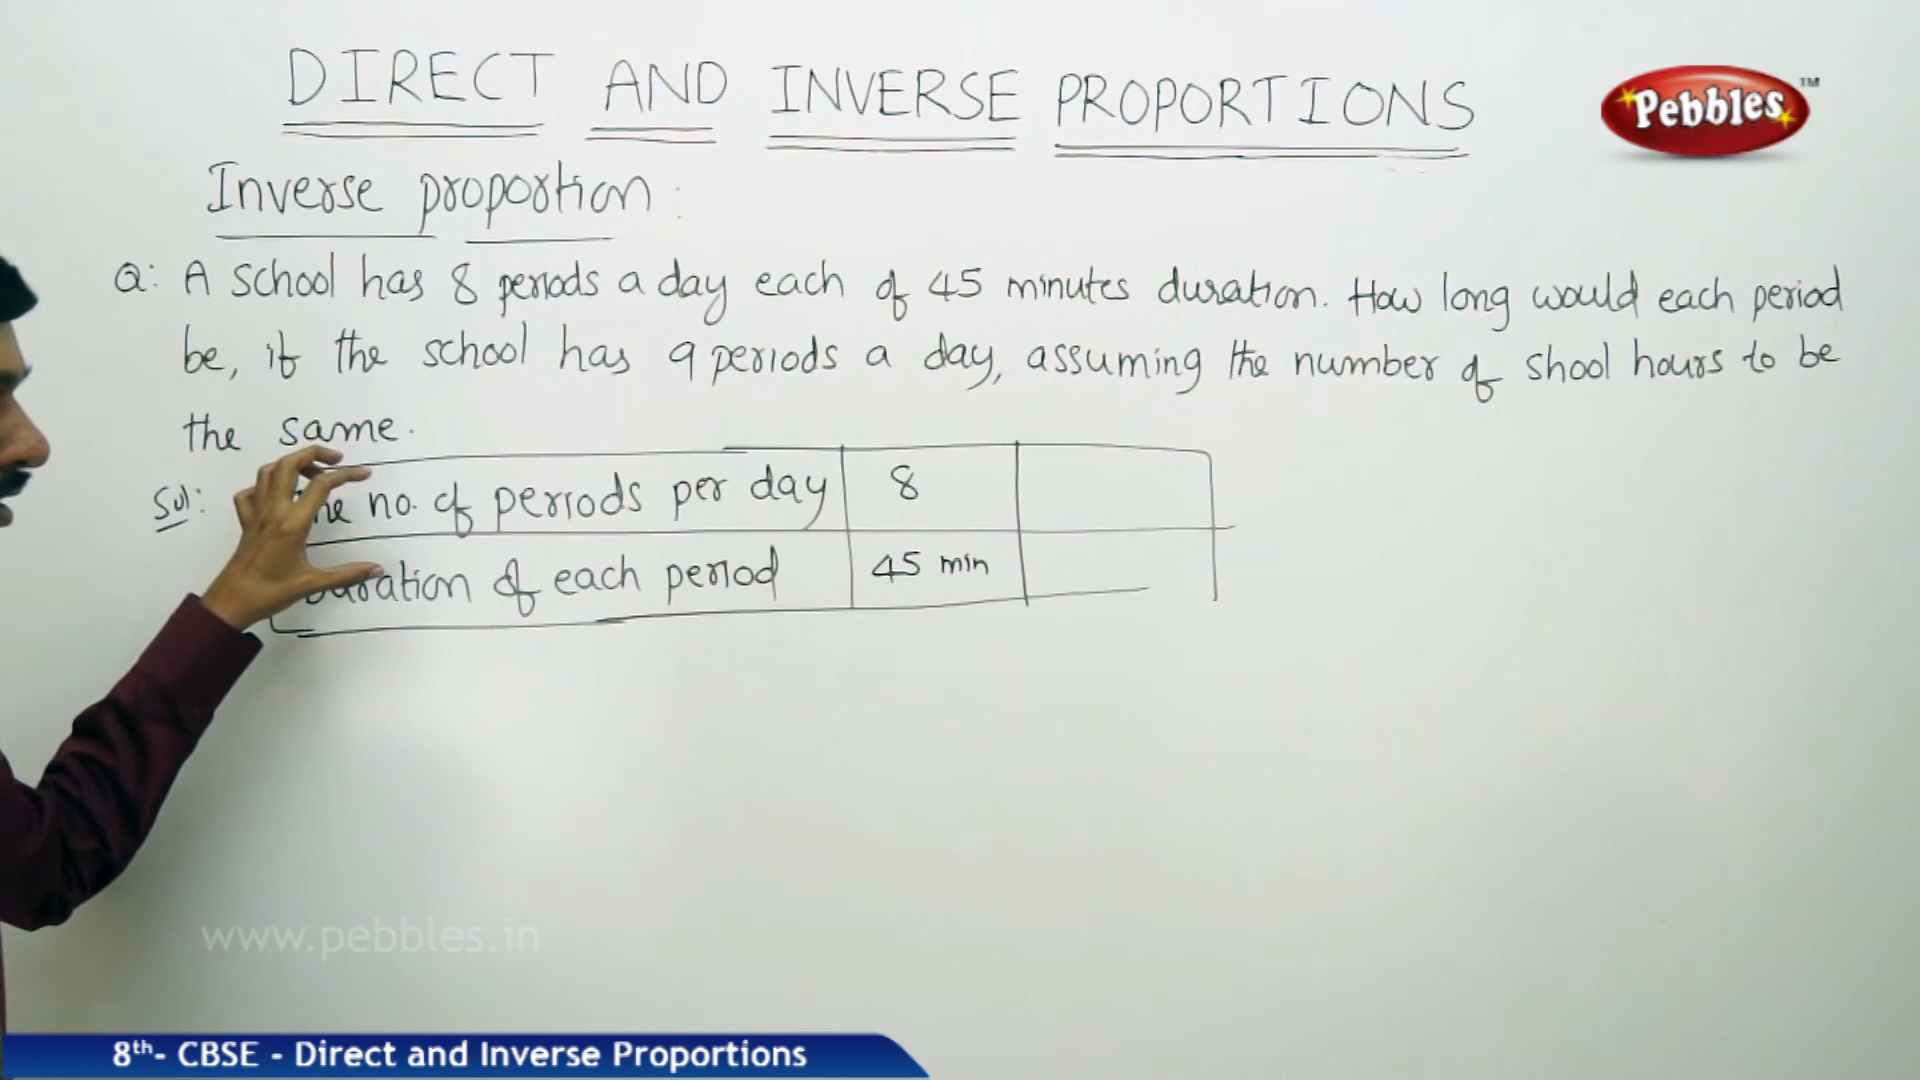 DIRECT AND INVERSE PROPORTIONS
Pebbles™
Inverse proportion:
Q: A school has 8 periods a day each of 45 minutes duration. How long would each period
be, if the school has 9 periods a day, assuming the number of shool hours to be
the same.
Sol:
no. of periods per day 8
of each period 45 min
www.pebbles.in
8th- CBSE - Direct and Inverse Proportions